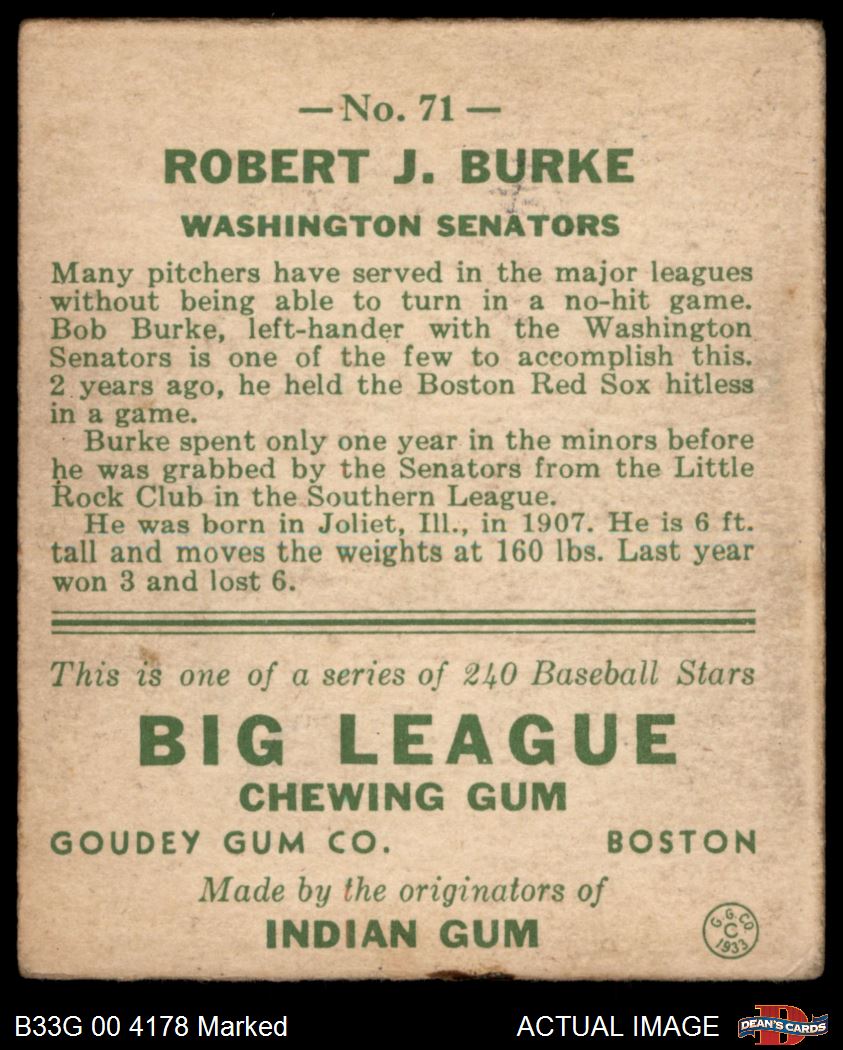 —No. 71—
ROBERT J. BURKE
WASHINGTON SENATORS
Many pitchers have served in the major leagues
without being able to turn in a no-hit game.
Bob Burke, left-hander with the Washington
Senators is one of the few to accomplish this.
2 years ago, he held the Boston Red Sox hitless
in a game.
Burke spent only one year in the minors before
he was grabbed by the Senators from the Little
Rock Club in the Southern League.
He was born in Joliet, Ill., in 1907. He is 6 ft.
tall and moves the weights at 160 lbs. Last year
won 3 and lost 6.
This is one of a series of 240 Baseball Stars
BIG LEAGUE
CHEWING GUM
GOUDEY GUM CO. BOSTON
Made by the originators of
INDIAN GUM
G. G. CO.
C
1933
B33G 00 4178 Marked ACTUAL IMAGE
D
DEAN'S CARDS